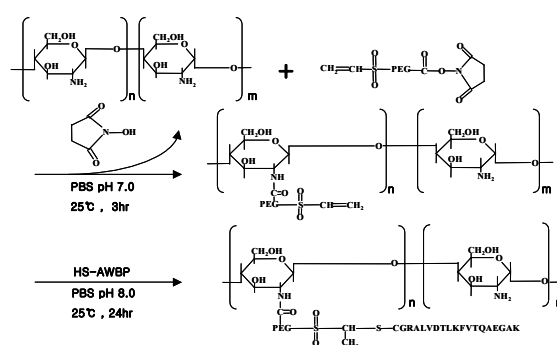 CH₂OH
O
O
CH₂OH
O
O
OH
NH₂
n
OH
NH₂
m
+
CH₂=CH
O
S
O
PEG
O
C
O
N
O
O
O
N
OH
O
PBS pH 7.0
25℃ , 3hr
CH₂OH
O
O
CH₂OH
O
O
OH
NH
n
OH
NH₂
m
C=O
PEG
O
S
O
CH=CH₂
HS-AWBP
PBS pH 8.0
25℃ , 24hr
CH₂OH
O
O
CH₂OH
O
O
OH
NH
n
OH
NH₂
C=O
PEG
O
S
O
CH
CH₂
S
CGRALVDTLKFVTQAEGAK